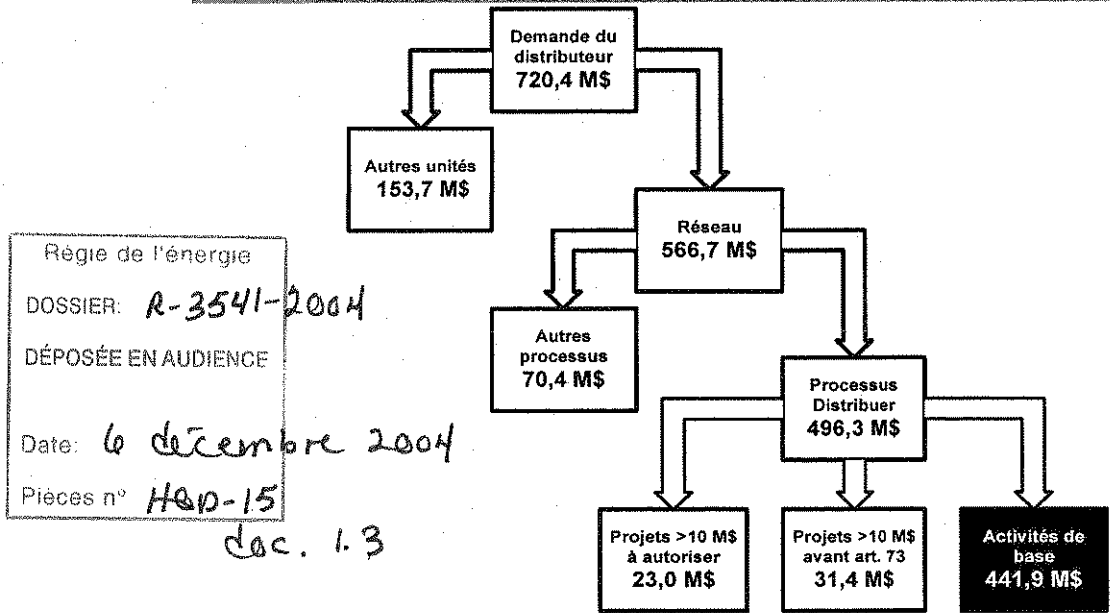 Demande du
distributeur
720,4 M$
Autres unités
153,7 M$
Réseau
566,7 M$
Autres
processus
70,4 M$
Processus
Distribuer
496,3 M$
Projets >10 M$
à autoriser
23,0 M$
Projets >10 M$
avant art. 73
31,4 M$
Activités de
base
441,9 M$
Régie de l'énergie
DOSSIER: R-3541-2004
DÉPOSÉE EN AUDIENCE
Date: 6 décembre 2004
Pièces nº HQD-15
doc. 1.3